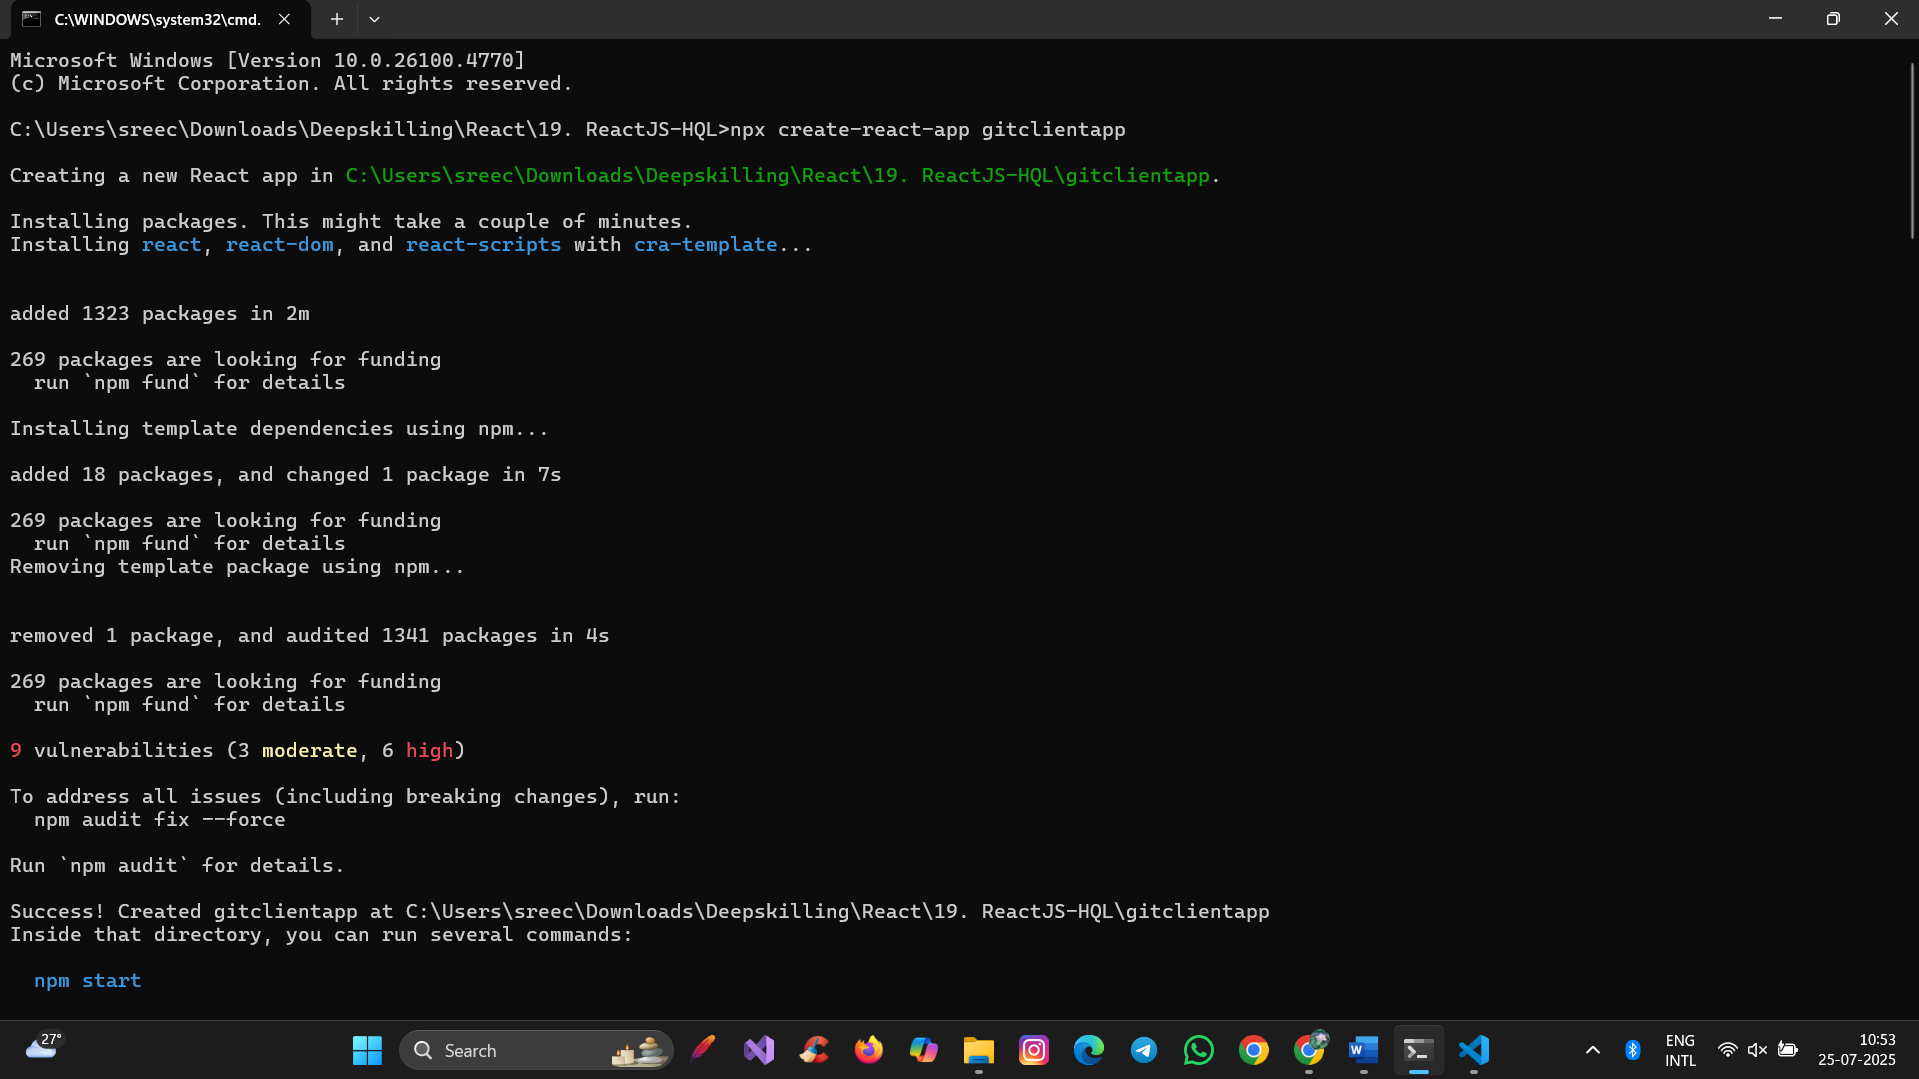 C:\WINDOWS\system32\cmd.
Microsoft Windows [Version 10.0.26100.4770]
(c) Microsoft Corporation. All rights reserved.
C:\Users\sreec\Downloads\Deepskilling\React\19. ReactJS-HQL>npx create-react-app gitclientapp
Creating a new React app in C:\Users\sreec\Downloads\Deepskilling\React\19. ReactJS-HQL\gitclientapp.
Installing packages. This might take a couple of minutes.
Installing react, react-dom, and react-scripts with cra-template...
added 1323 packages in 2m
269 packages are looking for funding
  run `npm fund` for details
Installing template dependencies using npm...
added 18 packages, and changed 1 package in 7s
269 packages are looking for funding
  run `npm fund` for details
Removing template package using npm...
removed 1 package, and audited 1341 packages in 4s
269 packages are looking for funding
  run `npm fund` for details
9 vulnerabilities (3 moderate, 6 high)
To address all issues (including breaking changes), run:
  npm audit fix --force
Run `npm audit` for details.
Success! Created gitclientapp at C:\Users\sreec\Downloads\Deepskilling\React\19. ReactJS-HQL\gitclientapp
Inside that directory, you can run several commands:
  npm start
27°
Search
ENG
INTL
10:53
25-07-2025